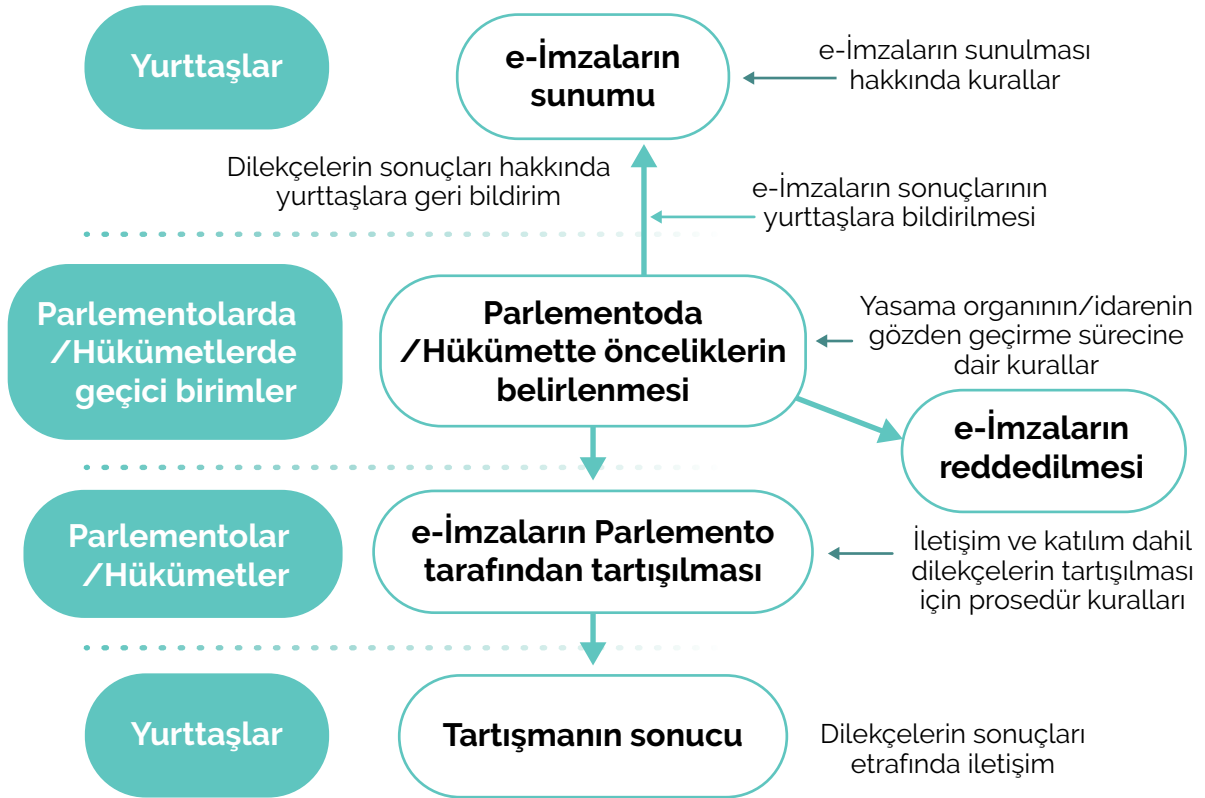 Yurttaşlar
e-İmzaların
sunumu
e-İmzaların sunulması
hakkında kurallar
Dilekçelerin sonuçları hakkında
yurttaşlara geri bildirim
e-İmzaların sonuçlarının
yurttaşlara bildirilmesi
Parlementolarda
/Hükümetlerde
geçici birimler
Parlementoda
/Hükümette önceliklerin
belirlenmesi
Yasama organının/idarenin
gözden geçirme sürecine
dair kurallar
e-İmzaların
reddedilmesi
Parlementolar
/Hükümetler
e-İmzaların Parlemento
tarafından tartışılması
İletişim ve katılım dahil
dilekçelerin tartışılması
için prosedür kuralları
Yurttaşlar
Tartışmanın sonucu
Dilekçelerin sonuçları
etrafında iletişim